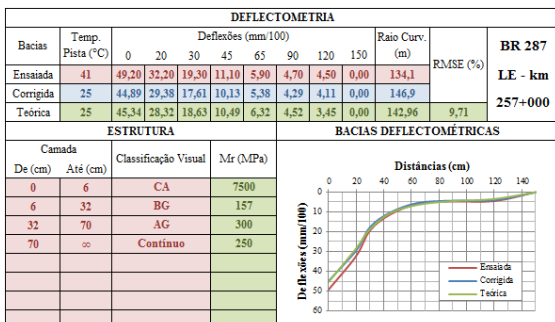 DEFLECTOMETRIA
Bacias Temp. Pista (°C) Deflexões (mm/100) Raio Curv. (m) RMSE (%) BR 287 LE - km 257+000
0 20 30 45 65 90 120 150
Ensaiada 41 49,20 32,20 19,30 11,10 5,90 4,70 4,50 0,00 134,1
Corrigida 25 44,89 29,38 17,61 10,13 5,38 4,29 4,11 0,00 146,9
Teórica 25 45,34 28,32 18,63 10,49 6,32 4,52 3,45 0,00 142,96 9,71
ESTRUTURA
Camada Classificação Visual Mr (MPa)
De (cm) Até (cm)
0 6 CA 7500
6 32 BG 157
32 70 AG 300
70 ∞ Contínuo 250
BACIAS DEFLECTOMÉTRICAS
Distâncias (cm)
0 20 40 60 80 100 120 140
Deflexões (mm/100)
0
10
20
30
40
50
60
Ensaiada
Corrigida
Teórica